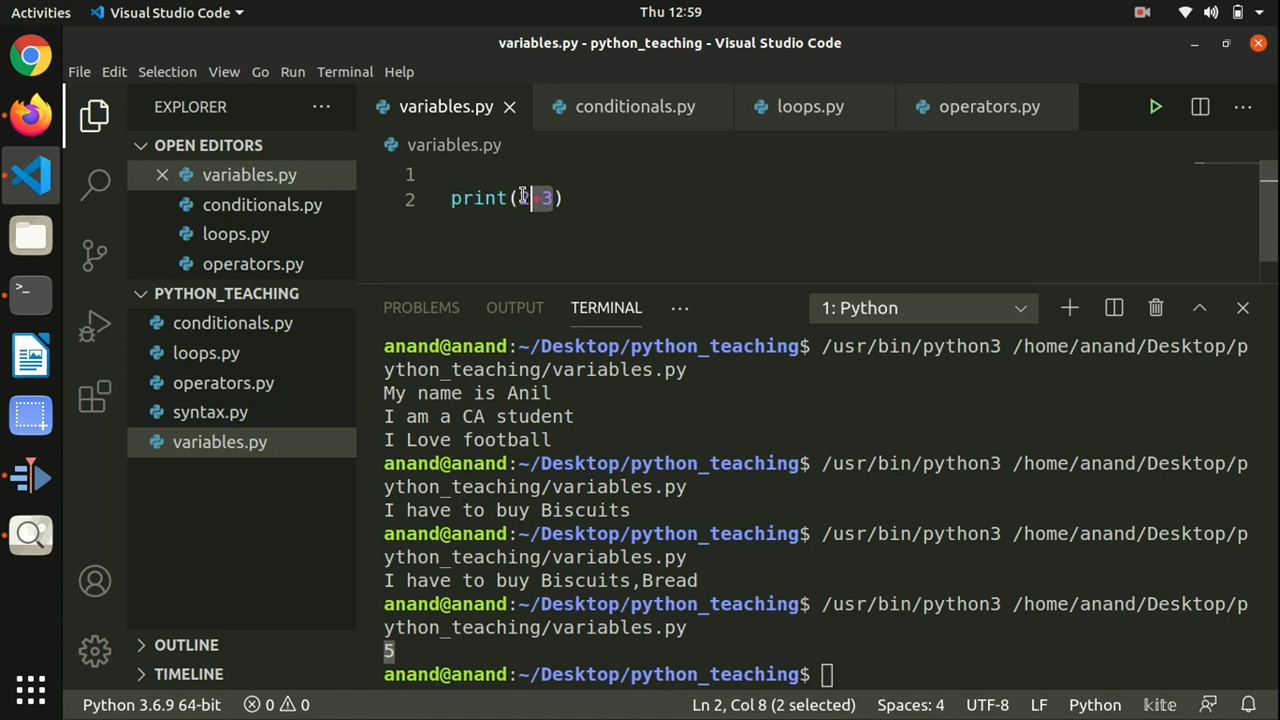 Activities Visual Studio Code Thu 12:59
variables.py - python_teaching - Visual Studio Code
File Edit Selection View Go Run Terminal Help
EXPLORER ...
variables.py conditionals.py loops.py operators.py
OPEN EDITORS
variables.py
conditionals.py
loops.py
operators.py
PYTHON_TEACHING
conditionals.py
loops.py
operators.py
syntax.py
variables.py
OUTLINE
TIMELINE
variables.py
1
2 print(2+3)
PROBLEMS OUTPUT TERMINAL ... 1: Python
anand@anand:~/Desktop/python_teaching$ /usr/bin/python3 /home/anand/Desktop/p
ython_teaching/variables.py
My name is Anil
I am a CA student
I Love football
anand@anand:~/Desktop/python_teaching$ /usr/bin/python3 /home/anand/Desktop/p
ython_teaching/variables.py
I have to buy Biscuits
anand@anand:~/Desktop/python_teaching$ /usr/bin/python3 /home/anand/Desktop/p
ython_teaching/variables.py
I have to buy Biscuits,Bread
anand@anand:~/Desktop/python_teaching$ /usr/bin/python3 /home/anand/Desktop/p
ython_teaching/variables.py
5
anand@anand:~/Desktop/python_teaching$
Python 3.6.9 64-bit 0 0 Ln 2, Col 8 (2 selected) Spaces: 4 UTF-8 LF Python kite